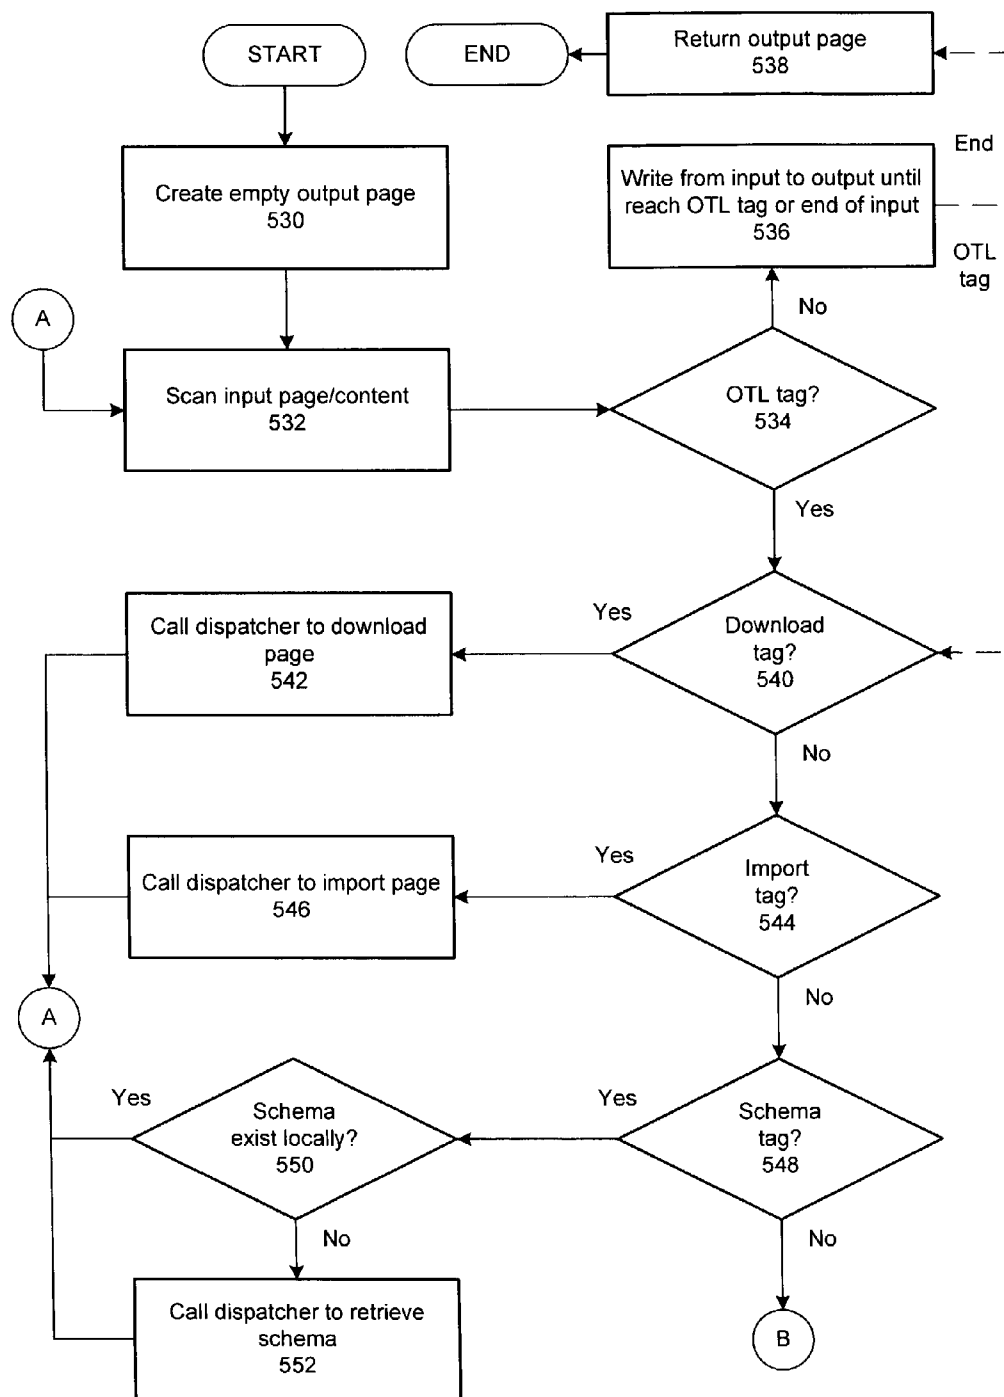 START
END
Return output page
538
End
Create empty output page
530
Write from input to output until
reach OTL tag or end of input
536
OTL
tag
A
No
Scan input page/content
532
OTL tag?
534
Yes
Call dispatcher to download
page
542
Yes
Download
tag?
540
No
Call dispatcher to import page
546
Yes
Import
tag?
544
No
A
Yes
Schema
exist locally?
550
Yes
Schema
tag?
548
No
No
Call dispatcher to retrieve
schema
552
B